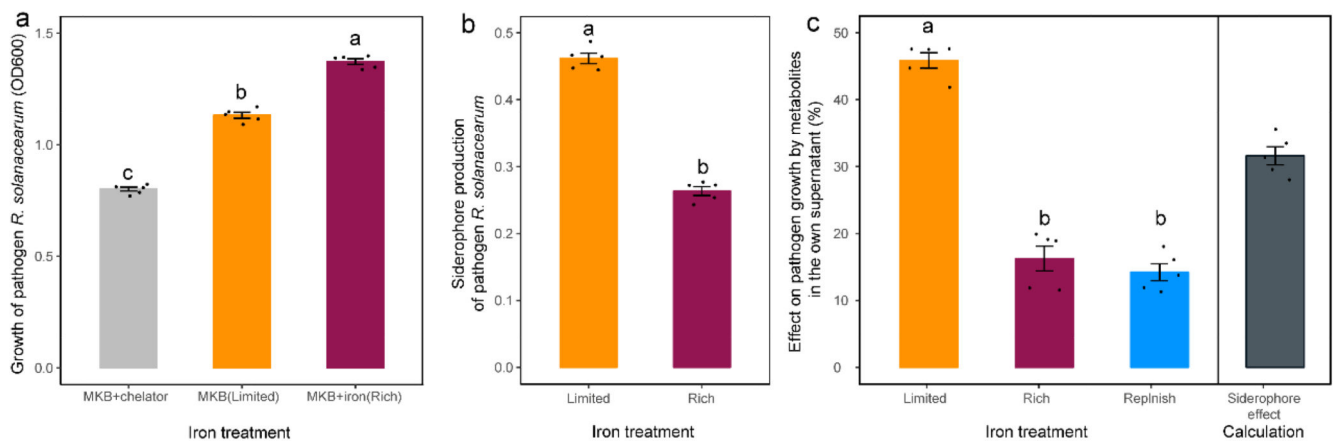 a
Growth of pathogen R. solanacearum (OD600)
1.5
1.0
0.5
0.0
c
b
a
MKB+chelator
MKB(Limited)
MKB+iron(Rich)
Iron treatment
b
Siderophore production
of pathogen R. solanacearum
0.5
0.4
0.3
0.2
0.1
0.0
a
b
Limited
Rich
Iron treatment
c
Effect on pathogen growth by metabolites
in the own supernatant (%)
50
40
30
20
10
0
a
b
b
Limited
Rich
Replnish
Siderophore
effect
Iron treatment
Calculation